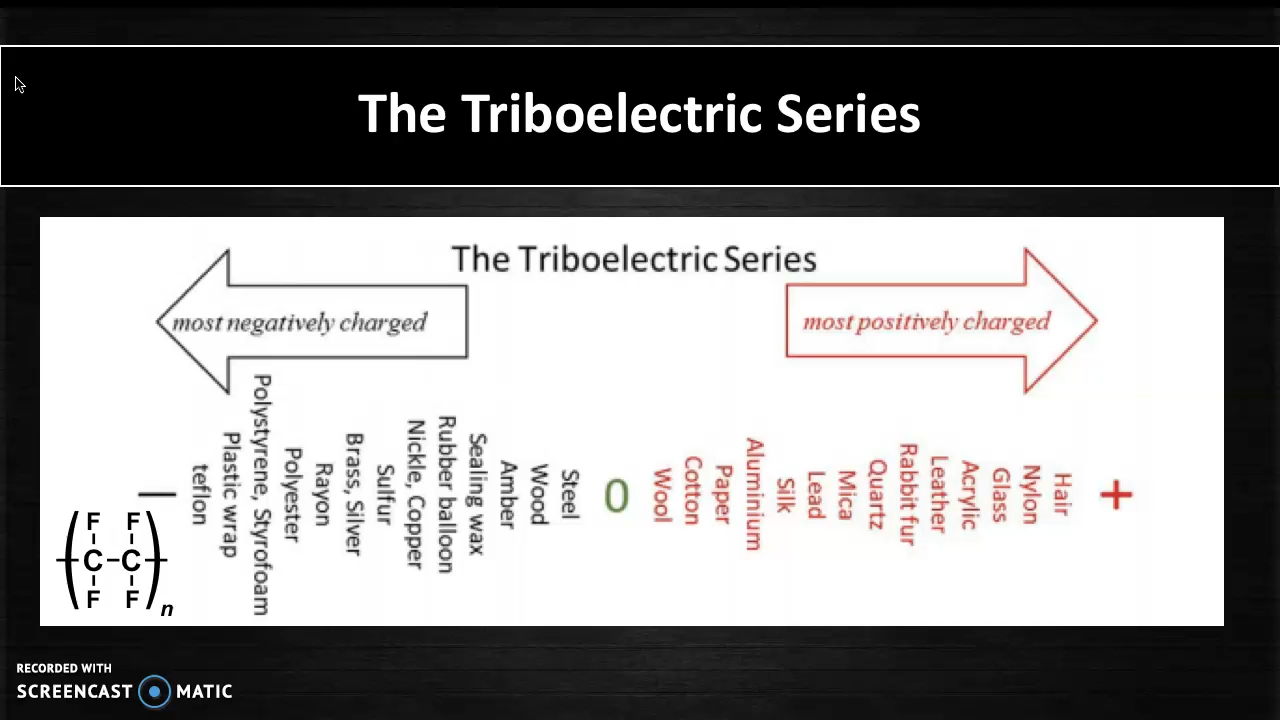 The Triboelectric Series
The Triboelectric Series
most negatively charged
most positively charged
—
teflon
Plastic wrap
Polystyrene, Styrofoam
Polyester
Rayon
Brass, Silver
Sulfur
Nickle, Copper
Rubber balloon
Sealing wax
Amber
Wood
Steel
0
Wool
Cotton
Paper
Aluminium
Silk
Lead
Mica
Quartz
Rabbit fur
Leather
Acrylic
Glass
Nylon
Hair
+
F F
C C
F F
n
RECORDED WITH
SCREENCAST MATIC